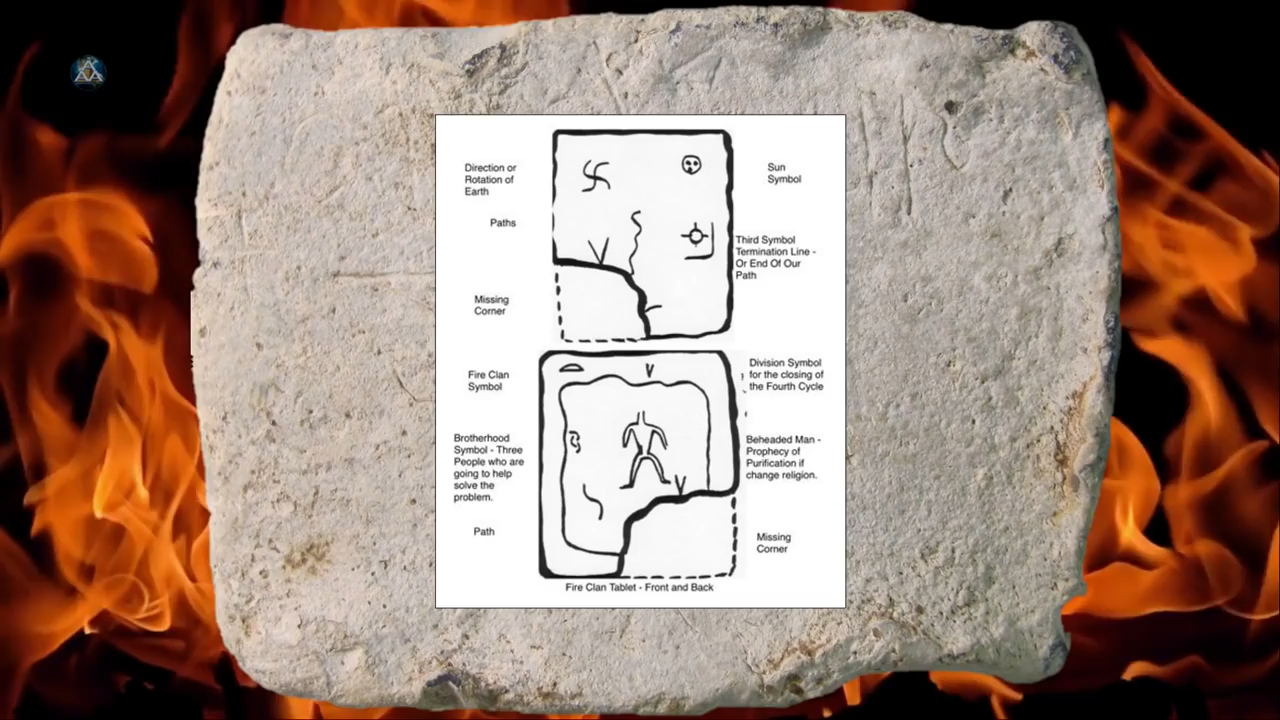 Direction or
Rotation of
Earth
Sun
Symbol
Paths
Third Symbol
Termination Line -
Or End Of Our
Path
Missing
Corner
Fire Clan
Symbol
Division Symbol
for the closing of
the Fourth Cycle
Brotherhood
Symbol - Three
People who are
going to help
solve the
problem.
Beheaded Man -
Prophecy of
Purification if
change religion.
Path
Missing
Corner
Fire Clan Tablet - Front and Back